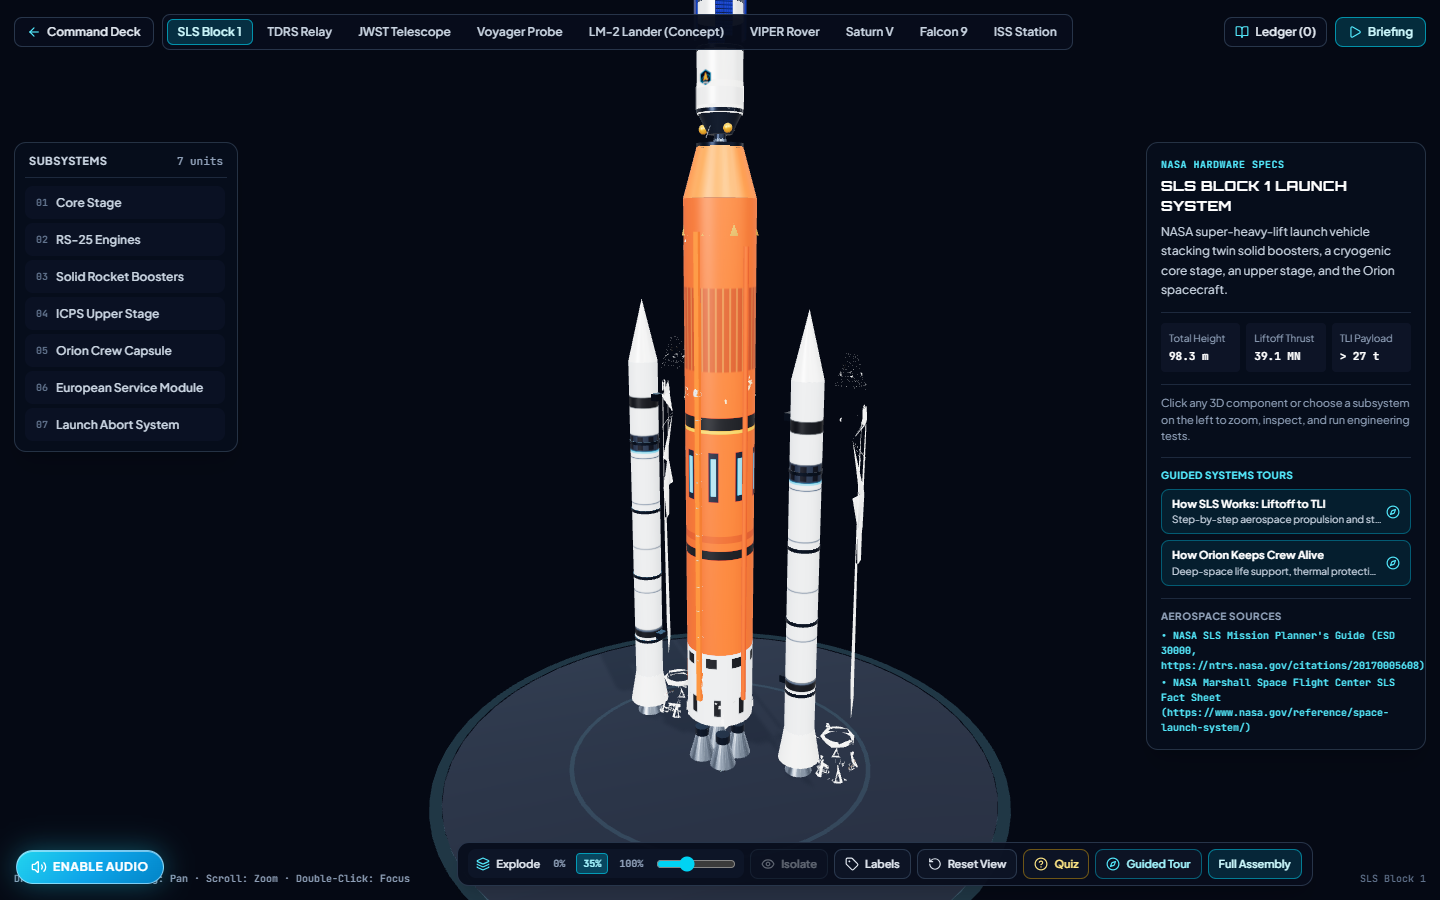 Command Deck
SLS Block 1
TDRS Relay
JWST Telescope
Voyager Probe
LM-2 Lander (Concept)
VIPER Rover
Saturn V
Falcon 9
ISS Station
Ledger (0)
Briefing
SUBSYSTEMS
7 units
01 Core Stage
02 RS-25 Engines
03 Solid Rocket Boosters
04 ICPS Upper Stage
05 Orion Crew Capsule
06 European Service Module
07 Launch Abort System
NASA HARDWARE SPECS
SLS BLOCK 1 LAUNCH
SYSTEM
NASA super-heavy-lift launch vehicle
stacking twin solid boosters, a cryogenic
core stage, an upper stage, and the Orion
spacecraft.
Total Height
98.3 m
Liftoff Thrust
39.1 MN
TLI Payload
> 27 t
Click any 3D component or choose a subsystem
on the left to zoom, inspect, and run engineering
tests.
GUIDED SYSTEMS TOURS
How SLS Works: Liftoff to TLI
Step-by-step aerospace propulsion and st...
How Orion Keeps Crew Alive
Deep-space life support, thermal protecti...
AEROSPACE SOURCES
• NASA SLS Mission Planner's Guide (ESD
30000,
https://ntrs.nasa.gov/citations/20170005608)
• NASA Marshall Space Flight Center SLS
Fact Sheet
(https://www.nasa.gov/reference/space-
launch-system/)
ENABLE AUDIO
Pan · Scroll: Zoom · Double-Click: Focus
Explode
0%
35%
100%
Isolate
Labels
Reset View
Quiz
Guided Tour
Full Assembly
SLS Block 1